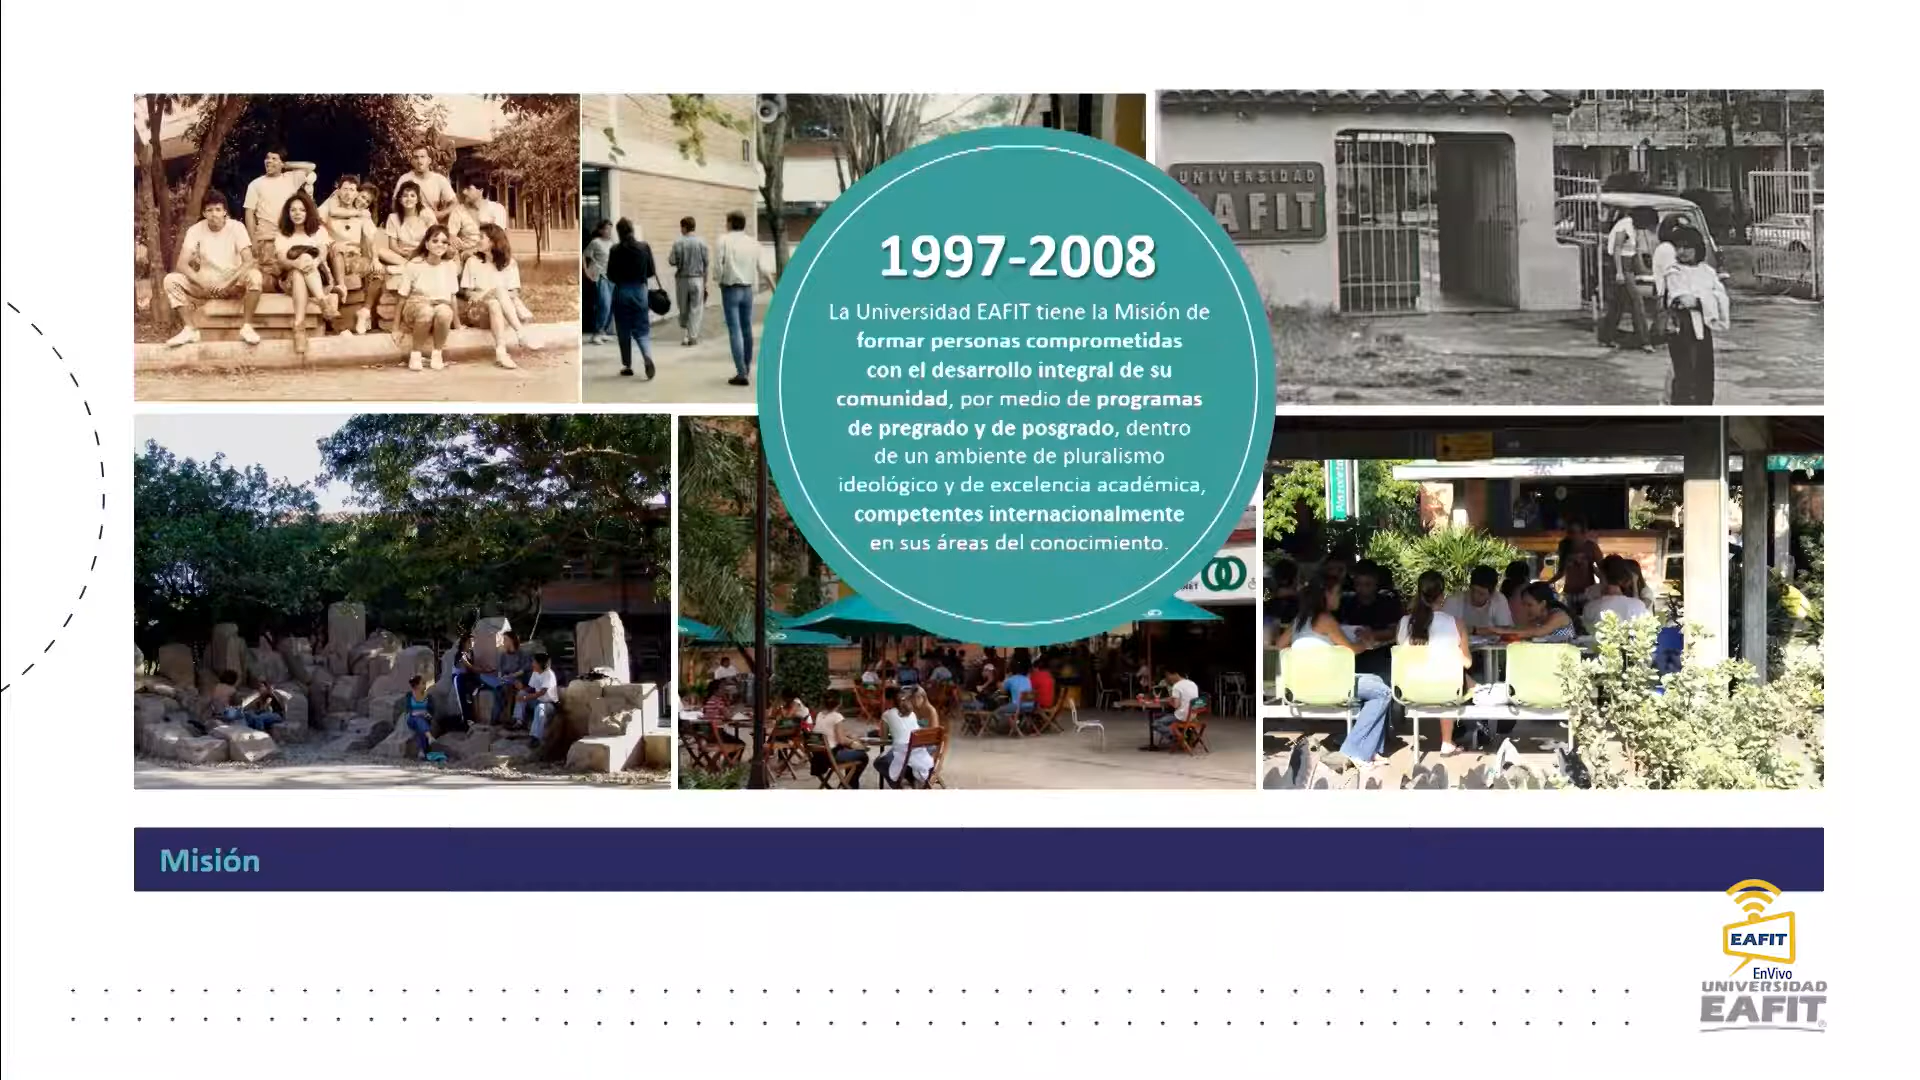 UNIVERSIDAD
EAFIT
1997-2008
La Universidad EAFIT tiene la Misión de
formar personas comprometidas
con el desarrollo integral de su
comunidad, por medio de programas
de pregrado y de posgrado, dentro
de un ambiente de pluralismo
ideológico y de excelencia académica,
competentes internacionalmente
en sus áreas del conocimiento.
Misión
EAFIT
EnVivo
UNIVERSIDAD
EAFIT